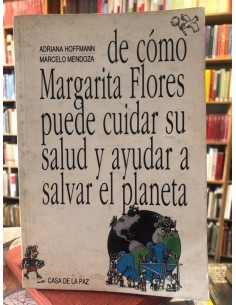 ADRIANA HOFFMANN
MARCELO MENDOZA
de cómo
Margarita Flores
puede cuidar su
salud y ayudar a
salvar el planeta
CASA DE LA PAZ